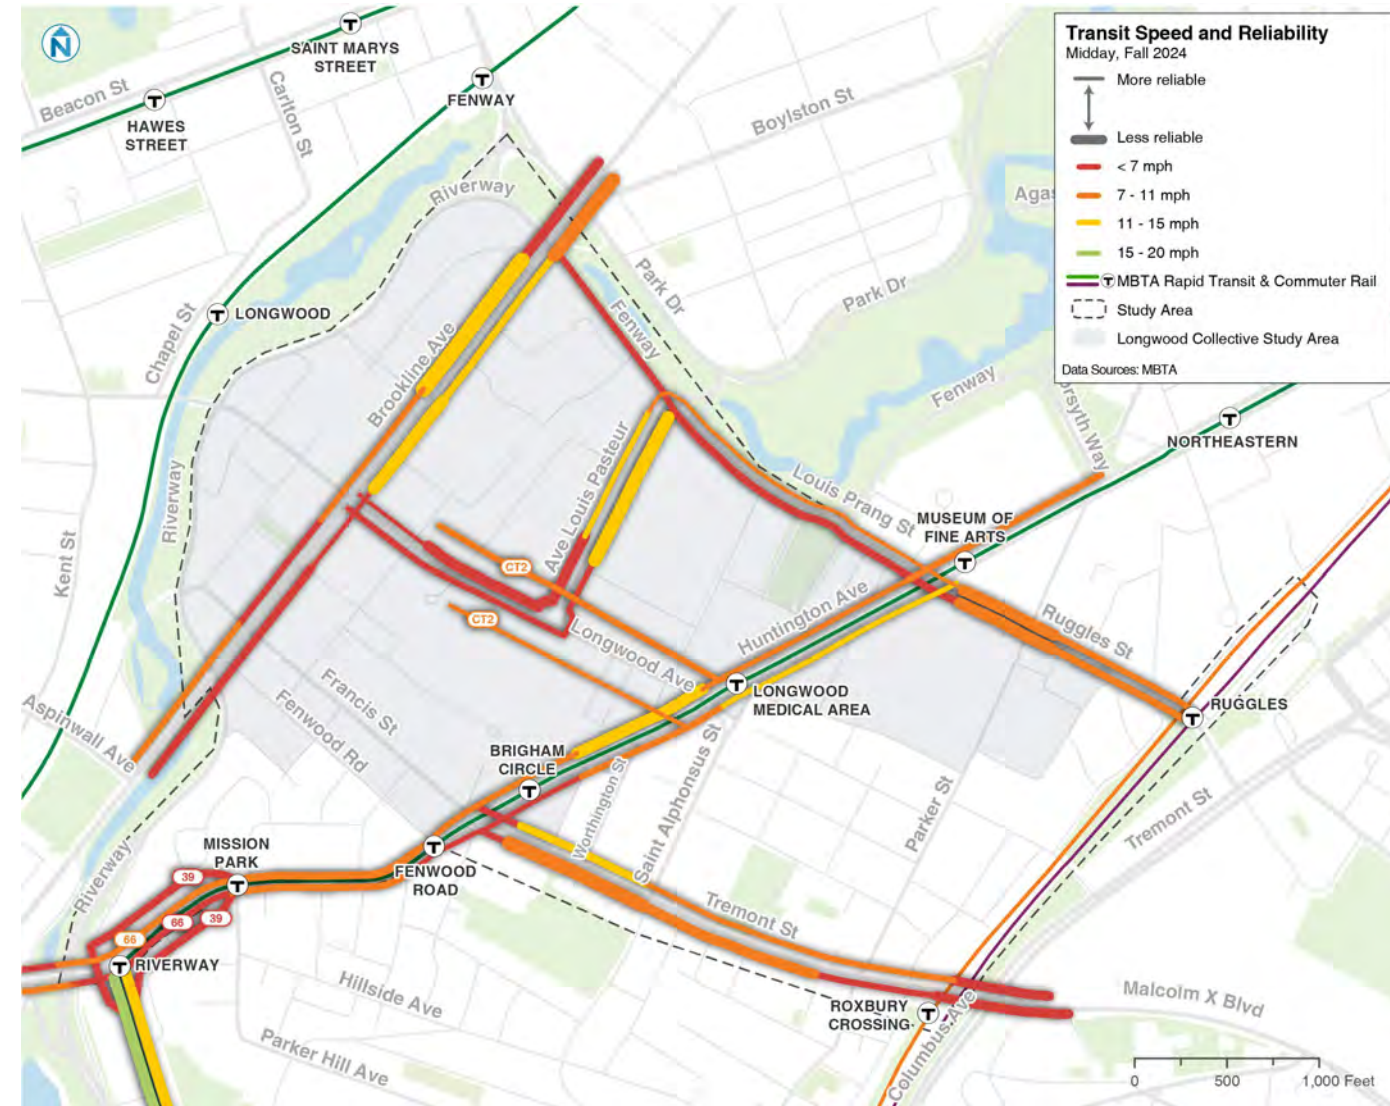 N
SAINT MARYS
STREET
Beacon St
HAWES
STREET
Carlton St
FENWAY
Boylston St
Transit Speed and Reliability
Midday, Fall 2024
More reliable
Less reliable
< 7 mph
7 - 11 mph
11 - 15 mph
15 - 20 mph
T
MBTA Rapid Transit & Commuter Rail
Study Area
Longwood Collective Study Area
Data Sources: MBTA
Riverway
Agas
Park Dr
Park Dr
Chapel St
LONGWOOD
Fenway
Brookline Ave
Fenway
orsyth Way
NORTHEASTERN
Ave Louis Pasteur
Louis Prang St
Riverway
Kent St
MUSEUM OF
FINE ARTS
CT2
CT2
Huntington Ave
Ruggles St
Longwood Ave
LONGWOOD
MEDICAL AREA
RUGGLES
Aspinwall Ave
Francis St
Fenwood Rd
BRIGHAM
CIRCLE
Worthington St
Saint Alphonsus St
Parker St
Tremont St
MISSION
PARK
FENWOOD
ROAD
Riverway
39
66
39
66
RIVERWAY
Tremont St
Hillside Ave
Parker Hill Ave
ROXBURY
CROSSING
Columbus Ave
Malcolm X Blvd
0 500 1,000 Feet